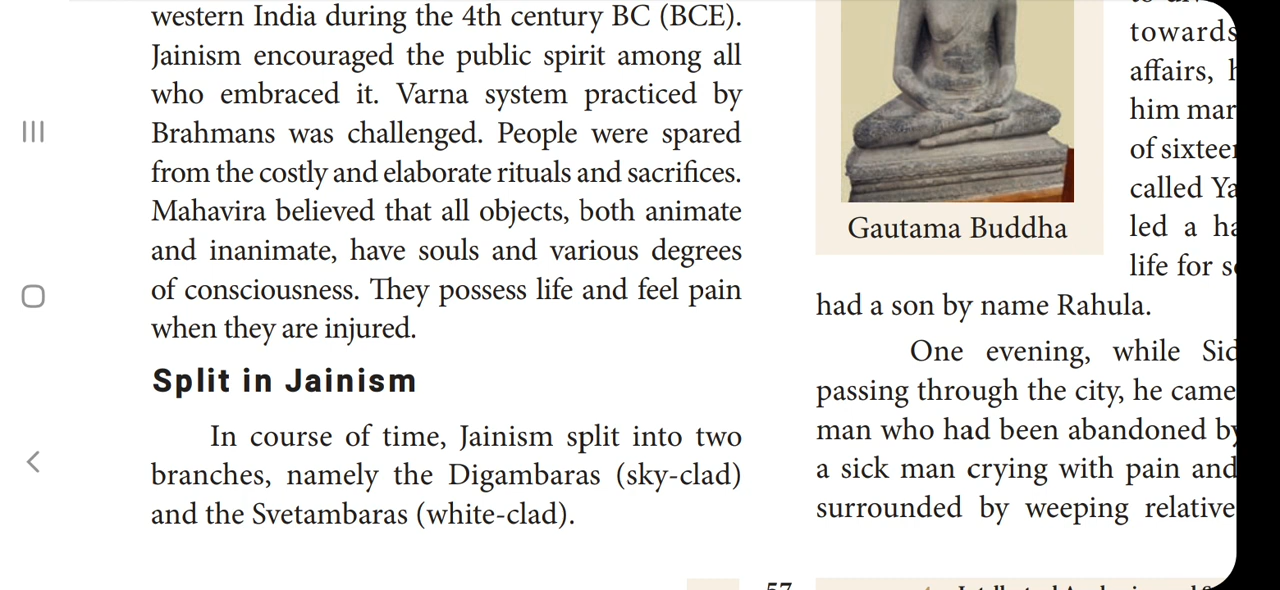 western India during the 4th century BC (BCE).
Jainism encouraged the public spirit among all
who embraced it. Varna system practiced by
Brahmans was challenged. People were spared
from the costly and elaborate rituals and sacrifices.
Mahavira believed that all objects, both animate
and inanimate, have souls and various degrees
of consciousness. They possess life and feel pain
when they are injured.
Split in Jainism
In course of time, Jainism split into two
branches, namely the Digambaras (sky-clad)
and the Svetambaras (white-clad).
Gautama Buddha
towards
affairs,
him
of
called
led a
life for
had a son by name Rahula.
One evening, while
passing through the city, he came
man who had been abandoned by
a sick man crying with pain and
surrounded by weeping relative
57